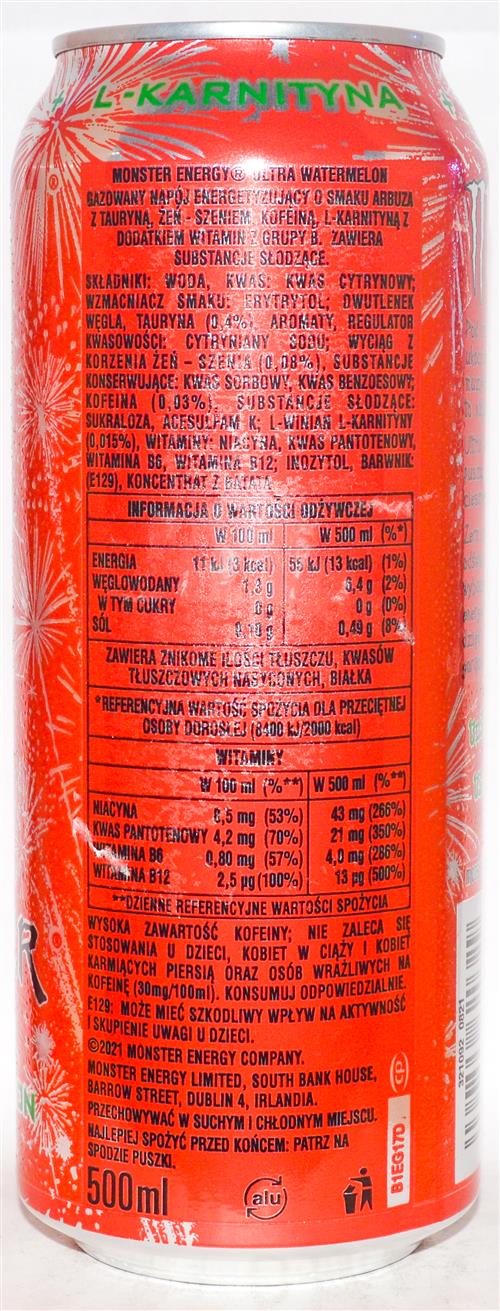 L-KARNITYNA
MONSTER ENERGY® ULTRA WATERMELON
GAZOWANY NAPÓJ ENERGETYZUJĄCY O SMAKU ARBUZA
Z TAURYNĄ, ŻEŃ - SZENIEM, KOFEINĄ, L-KARNITYNĄ Z
DODATKIEM WITAMIN Z GRUPY B. ZAWIERA
SUBSTANCJE SŁODZĄCE.
SKŁADNIKI: WODA, KWAS: KWAS CYTRYNOWY;
WZMACNIACZ SMAKU: ERYTRYTOL; DWUTLENEK
WĘGLA, TAURYNA (0,4%), AROMATY, REGULATOR
KWASOWOŚCI: CYTRYNIANY SODU; WYCIĄG Z
KORZENIA ŻEŃ - SZENIA (0,08%), SUBSTANCJE
KONSERWUJĄCE: KWAS SORBOWY, KWAS BENZOESOWY;
KOFEINA (0,03%), SUBSTANCJE SŁODZĄCE:
SUKRALOZA, ACESULFAM K; L-WINIAN L-KARNITYNY
(0,015%), WITAMINY: NIACYNA, KWAS PANTOTENOWY,
WITAMINA B6, WITAMINA B12; INOZYTOL, BARWNIK:
(E129), KONCENTRAT Z BATATA.
INFORMACJA O WARTOŚCI ODŻYWCZEJ
W 100 ml W 500 ml (%*)
ENERGIA 11 kJ (3 kcal) 55 kJ (13 kcal) (1%)
WĘGLOWODANY 1,3 g 6,4 g (2%)
W TYM CUKRY 0 g 0 g (0%)
SÓL 0,10 g 0,49 g (8%
ZAWIERA ZNIKOME ILOŚCI TŁUSZCZU, KWASÓW
TŁUSZCZOWYCH NASYCONYCH, BIAŁKA
*REFERENCYJNA WARTOŚĆ SPOŻYCIA DLA PRZECIĘTNEJ
OSOBY DOROSŁEJ (8400 kJ/2000 kcal)
WITAMINY
W 100 ml (%**) W 500 ml (%**)
NIACYNA 8,5 mg (53%) 43 mg (266%)
KWAS PANTOTENOWY 4,2 mg (70%) 21 mg (350%)
WITAMINA B6 0,80 mg (57%) 4,0 mg (286%)
WITAMINA B12 2,5 µg (100%) 13 µg (500%)
**DZIENNE REFERENCYJNE WARTOŚCI SPOŻYCIA
WYSOKA ZAWARTOŚĆ KOFEINY; NIE ZALECA SIĘ
STOSOWANIA U DZIECI, KOBIET W CIĄŻY I KOBIET
KARMIĄCYCH PIERSIĄ ORAZ OSÓB WRAŻLIWYCH NA
KOFEINĘ (30mg/100ml). KONSUMUJ ODPOWIEDZIALNIE.
E129: MOŻE MIEĆ SZKODLIWY WPŁYW NA AKTYWNOŚĆ
I SKUPIENIE UWAGI U DZIECI.
©2021 MONSTER ENERGY COMPANY.
MONSTER ENERGY LIMITED, SOUTH BANK HOUSE,
BARROW STREET, DUBLIN 4, IRLANDIA.
PRZECHOWYWAĆ W SUCHYM I CHŁODNYM MIEJSCU.
NAJLEPIEJ SPOŻYĆ PRZED KOŃCEM: PATRZ NA
SPODZIE PUSZKI.
500ml
alu
B1EG17D
321092 0821